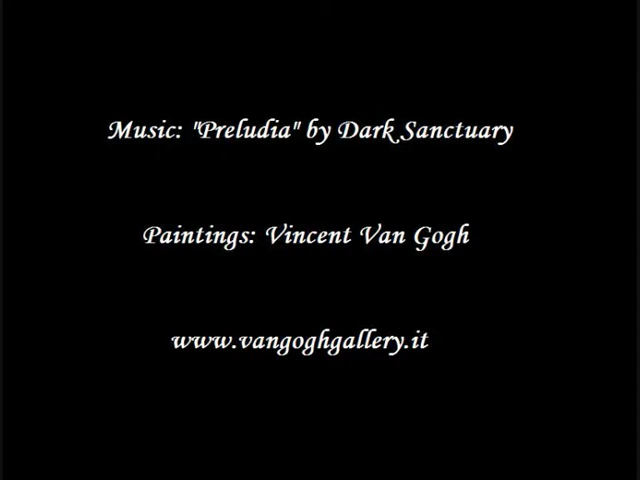 Music: "Preludia" by Dark Sanctuary
Paintings: Vincent Van Gogh
www.vangoghgallery.it